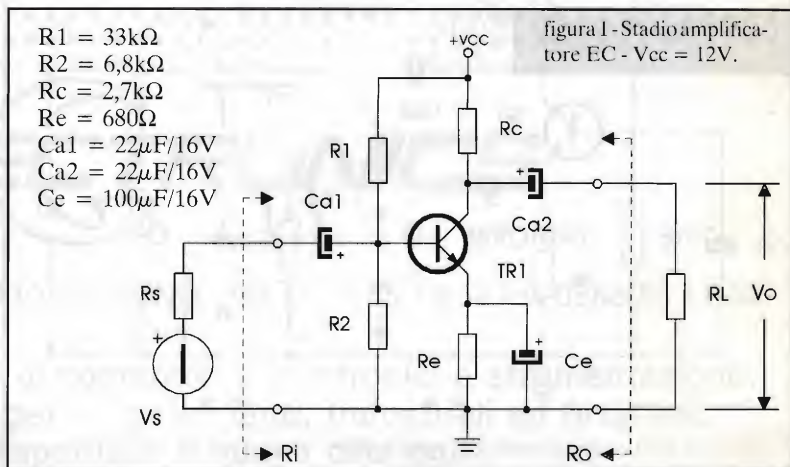 R1 = 33kΩ
R2 = 6,8kΩ
Rc = 2,7kΩ
Re = 680Ω
Ca1 = 22μF/16V
Ca2 = 22μF/16V
Ce = 100μF/16V
figura 1 - Stadio amplifica-
tore EC - Vcc = 12V.
+VCC
R1
Rc
Ca1
+
+
Ca2
TR1
Rs
+
Vs
R2
Re
+
Ce
RL
Vo
Ri
Ro